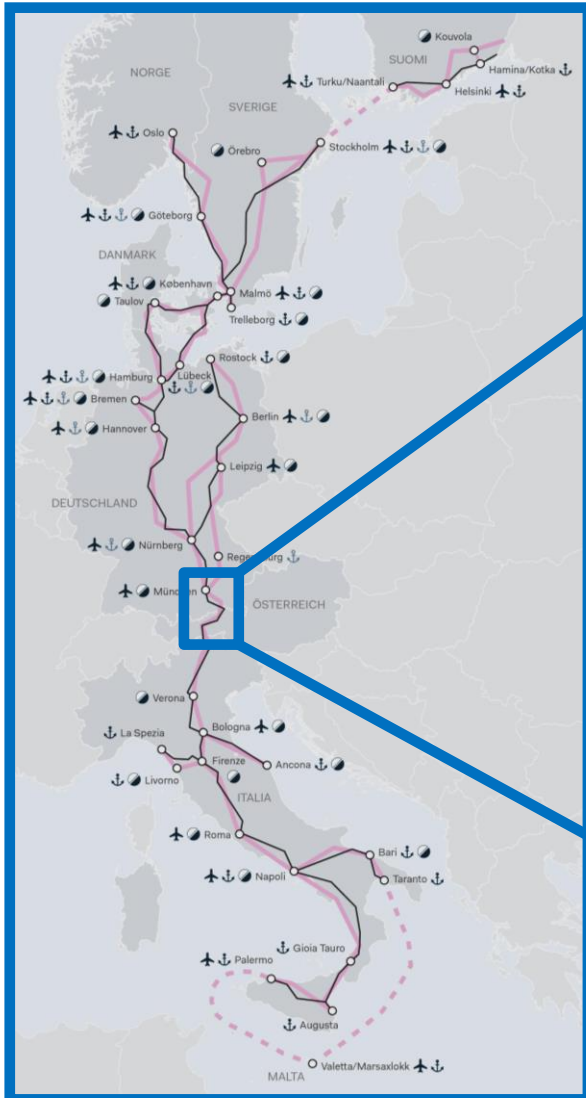 Kouvola
SUOMI
NORGE
Hamina/Kotka
Turku/Naantali
Helsinki
SVERIGE
Oslo
Stockholm
Örebro
Göteborg
DANMARK
København
Malmö
Taulov
Trelleborg
Rostock
Hamburg
Lübeck
Bremen
Berlin
Hannover
Leipzig
DEUTSCHLAND
Nürnberg
München
ÖSTERREICH
Verona
Bologna
La Spezia
Firenze
Ancona
Livorno
ITALIA
Roma
Bari
Napoli
Taranto
Gioia Tauro
Palermo
Augusta
Valetta/Marsaxlokk
MALTA